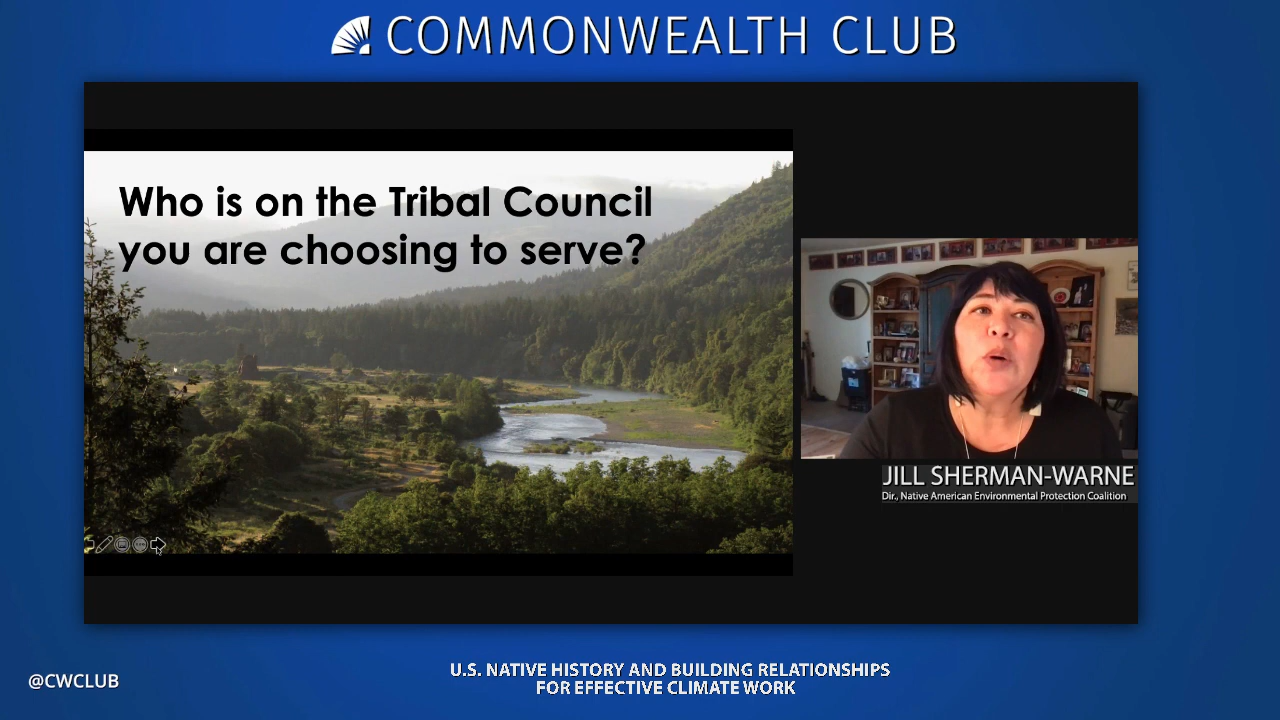 COMMONWEALTH CLUB
Who is on the Tribal Council
you are choosing to serve?
JILL SHERMAN-WARNE
Dir., Native American Environmental Protection Coalition
@CWCLUB
U.S. NATIVE HISTORY AND BUILDING RELATIONSHIPS
FOR EFFECTIVE CLIMATE WORK